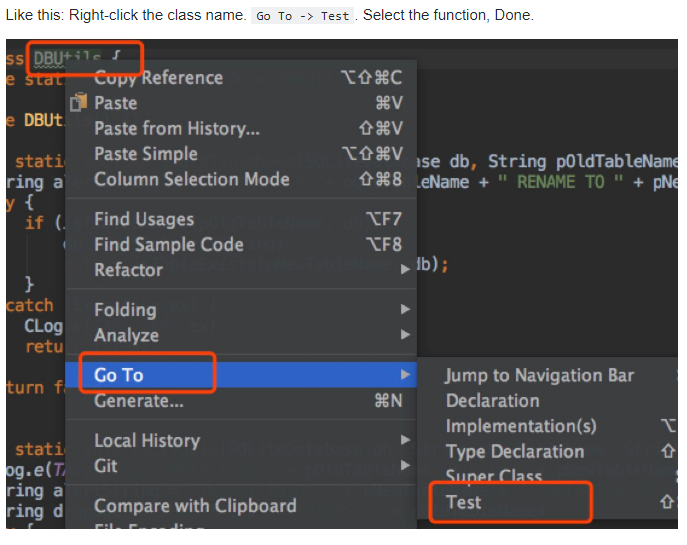 Like this: Right-click the class name. Go To -> Test . Select the function, Done.
ss DBUtils {
e stat
Copy Reference ⌥⇧⌘C
Paste ⌘V
e DBUt
Paste from History... ⇧⌘V
stati Paste Simple ⌥⇧⌘V ase db, String pOldTableName
ring a Column Selection Mode ⇧⌘8 leName + " RENAME TO " + pNe
y {
if ( Find Usages ⌥F7
Find Sample Code ⌥F8
Refactor db);
}
catch Folding
CLog Analyze
retu
Go To Jump to Navigation Bar
turn f Generate... ⌘N Declaration
Implementation(s) ⌥
stati Local History Type Declaration ⇧
og.e(TA Git Super Class
ring a Test ⇧
ring d Compare with Clipboard
File Encoding